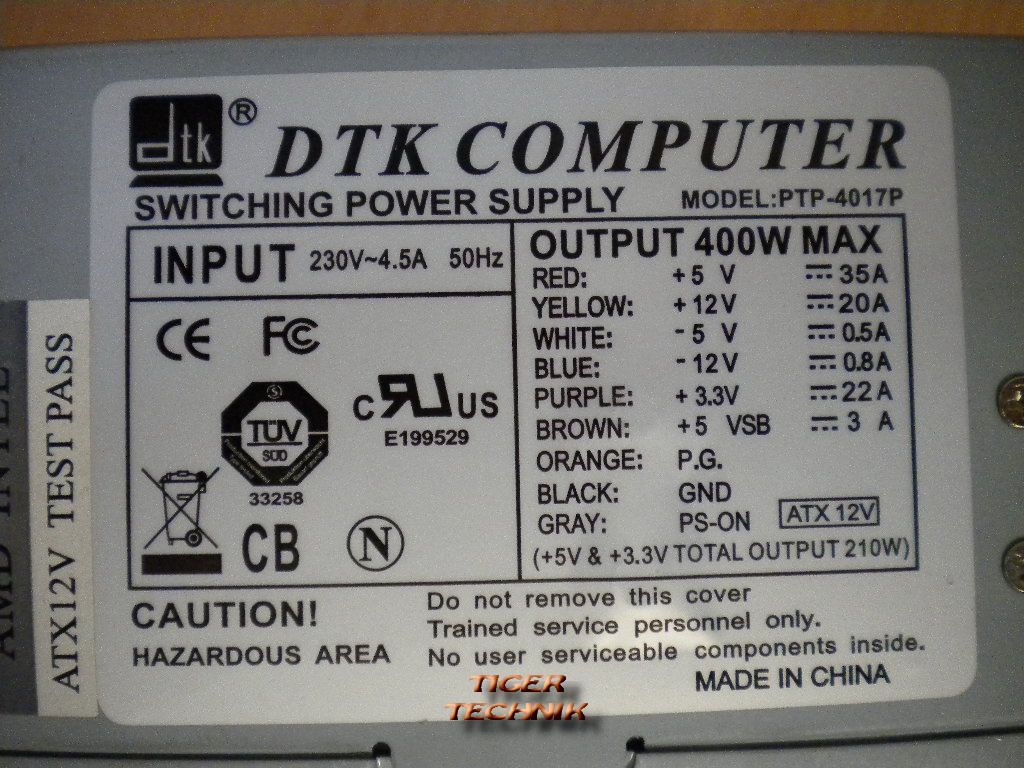 dtk ®
DTK COMPUTER
SWITCHING POWER SUPPLY
MODEL:PTP-4017P
INPUT 230V~4.5A 50Hz
CE FC
TÜV
SÜD
33258
C RU US
E199529
CB
N
OUTPUT 400W MAX
RED: +5 V ⎓ 35A
YELLOW: +12V ⎓ 20A
WHITE: -5 V ⎓ 0.5A
BLUE: -12V ⎓ 0.8A
PURPLE: +3.3V ⎓ 22A
BROWN: +5 VSB ⎓ 3 A
ORANGE: P.G.
BLACK: GND
GRAY: PS-ON ATX 12V
(+5V & +3.3V TOTAL OUTPUT 210W)
CAUTION!
HAZARDOUS AREA
Do not remove this cover
Trained service personnel only.
No user serviceable components inside.
MADE IN CHINA
ATX12V TEST PASS
TIGER
TECHNIK